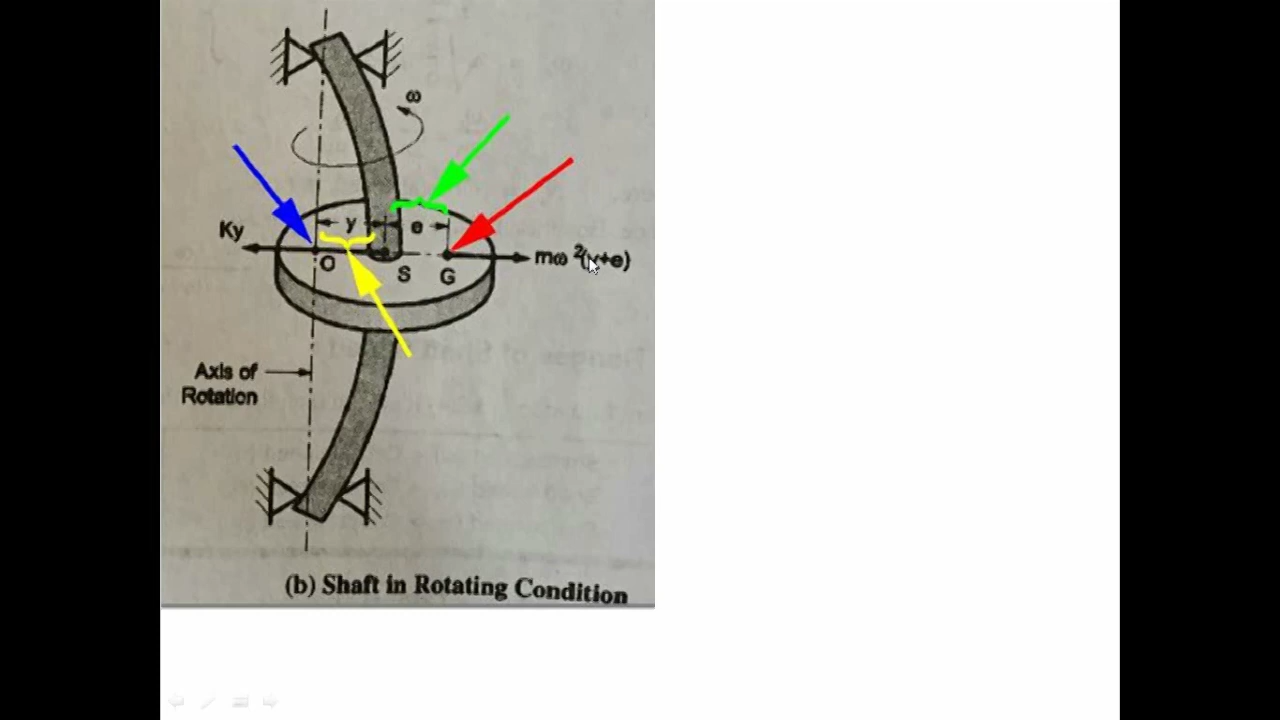 ω
y
e
Ky
O
S
G
mω ²(y+e)
Axis of
Rotation
(b) Shaft in Rotating Condition